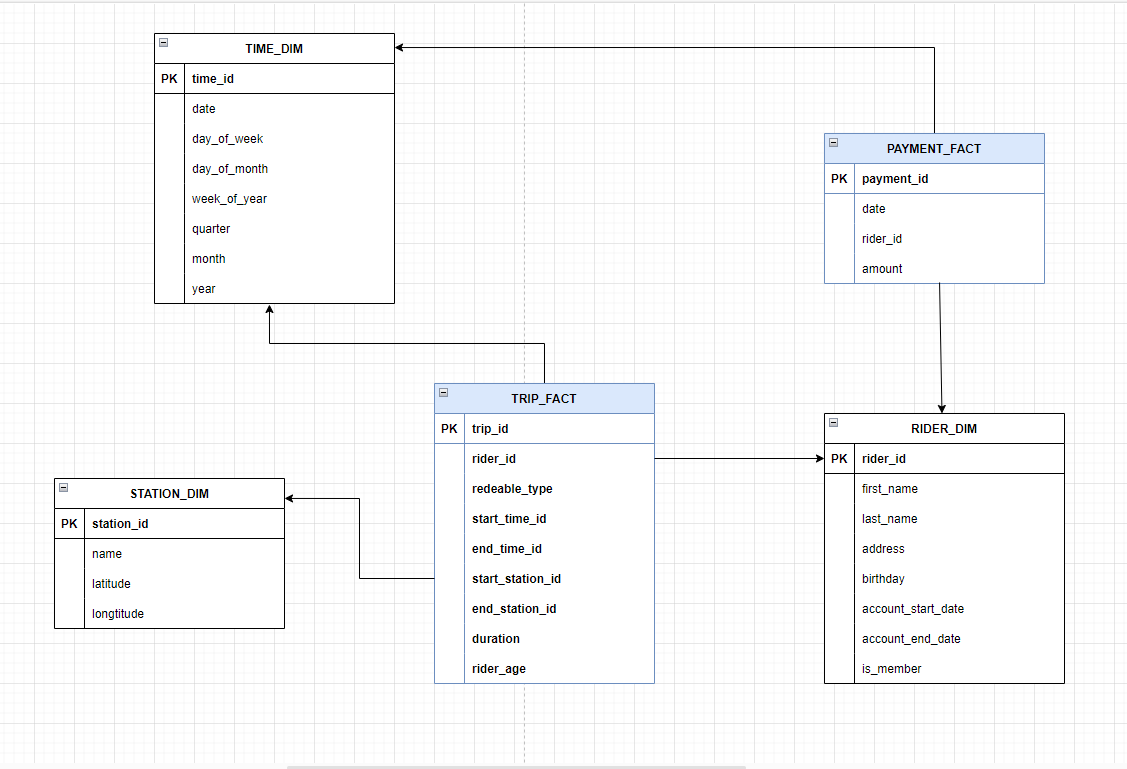 TIME_DIM
PK time_id
date
day_of_week
day_of_month
week_of_year
quarter
month
year
PAYMENT_FACT
PK payment_id
date
rider_id
amount
TRIP_FACT
PK trip_id
rider_id
redeable_type
start_time_id
end_time_id
start_station_id
end_station_id
duration
rider_age
RIDER_DIM
PK rider_id
first_name
last_name
address
birthday
account_start_date
account_end_date
is_member
STATION_DIM
PK station_id
name
latitude
longtitude